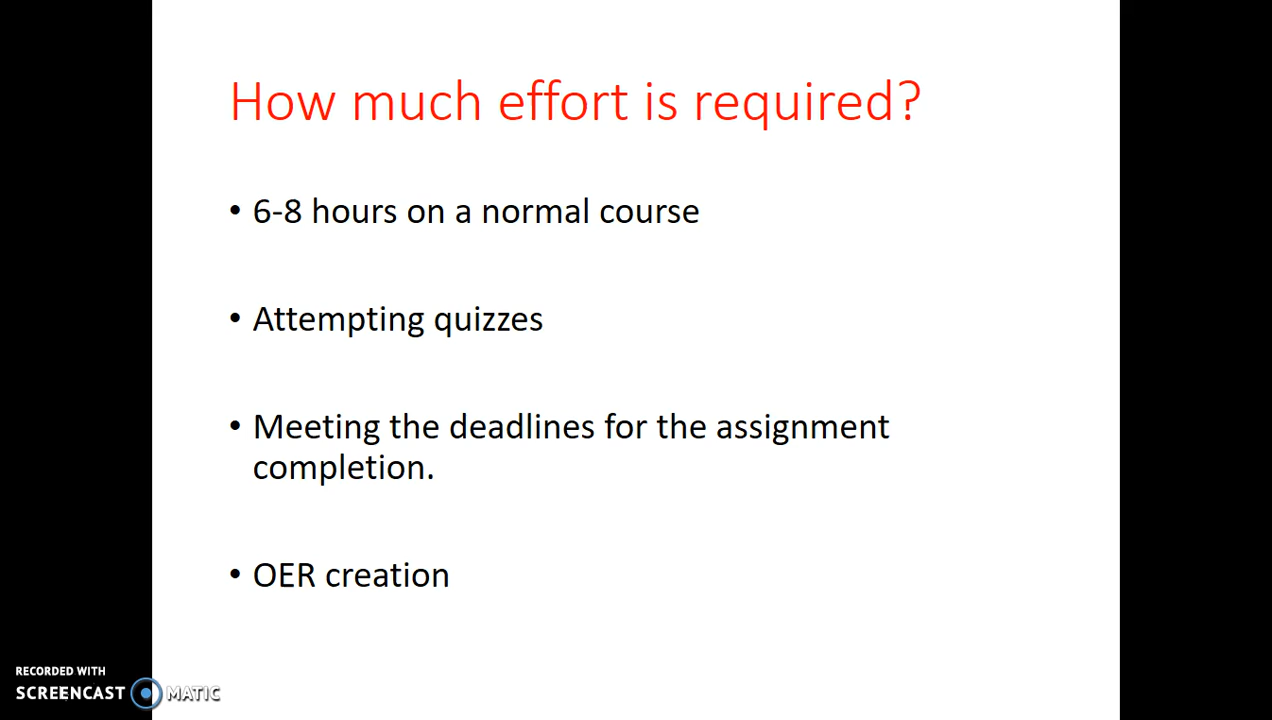 How much effort is required?
• 6-8 hours on a normal course
• Attempting quizzes
• Meeting the deadlines for the assignment
completion.
• OER creation
RECORDED WITH
SCREENCAST MATIC